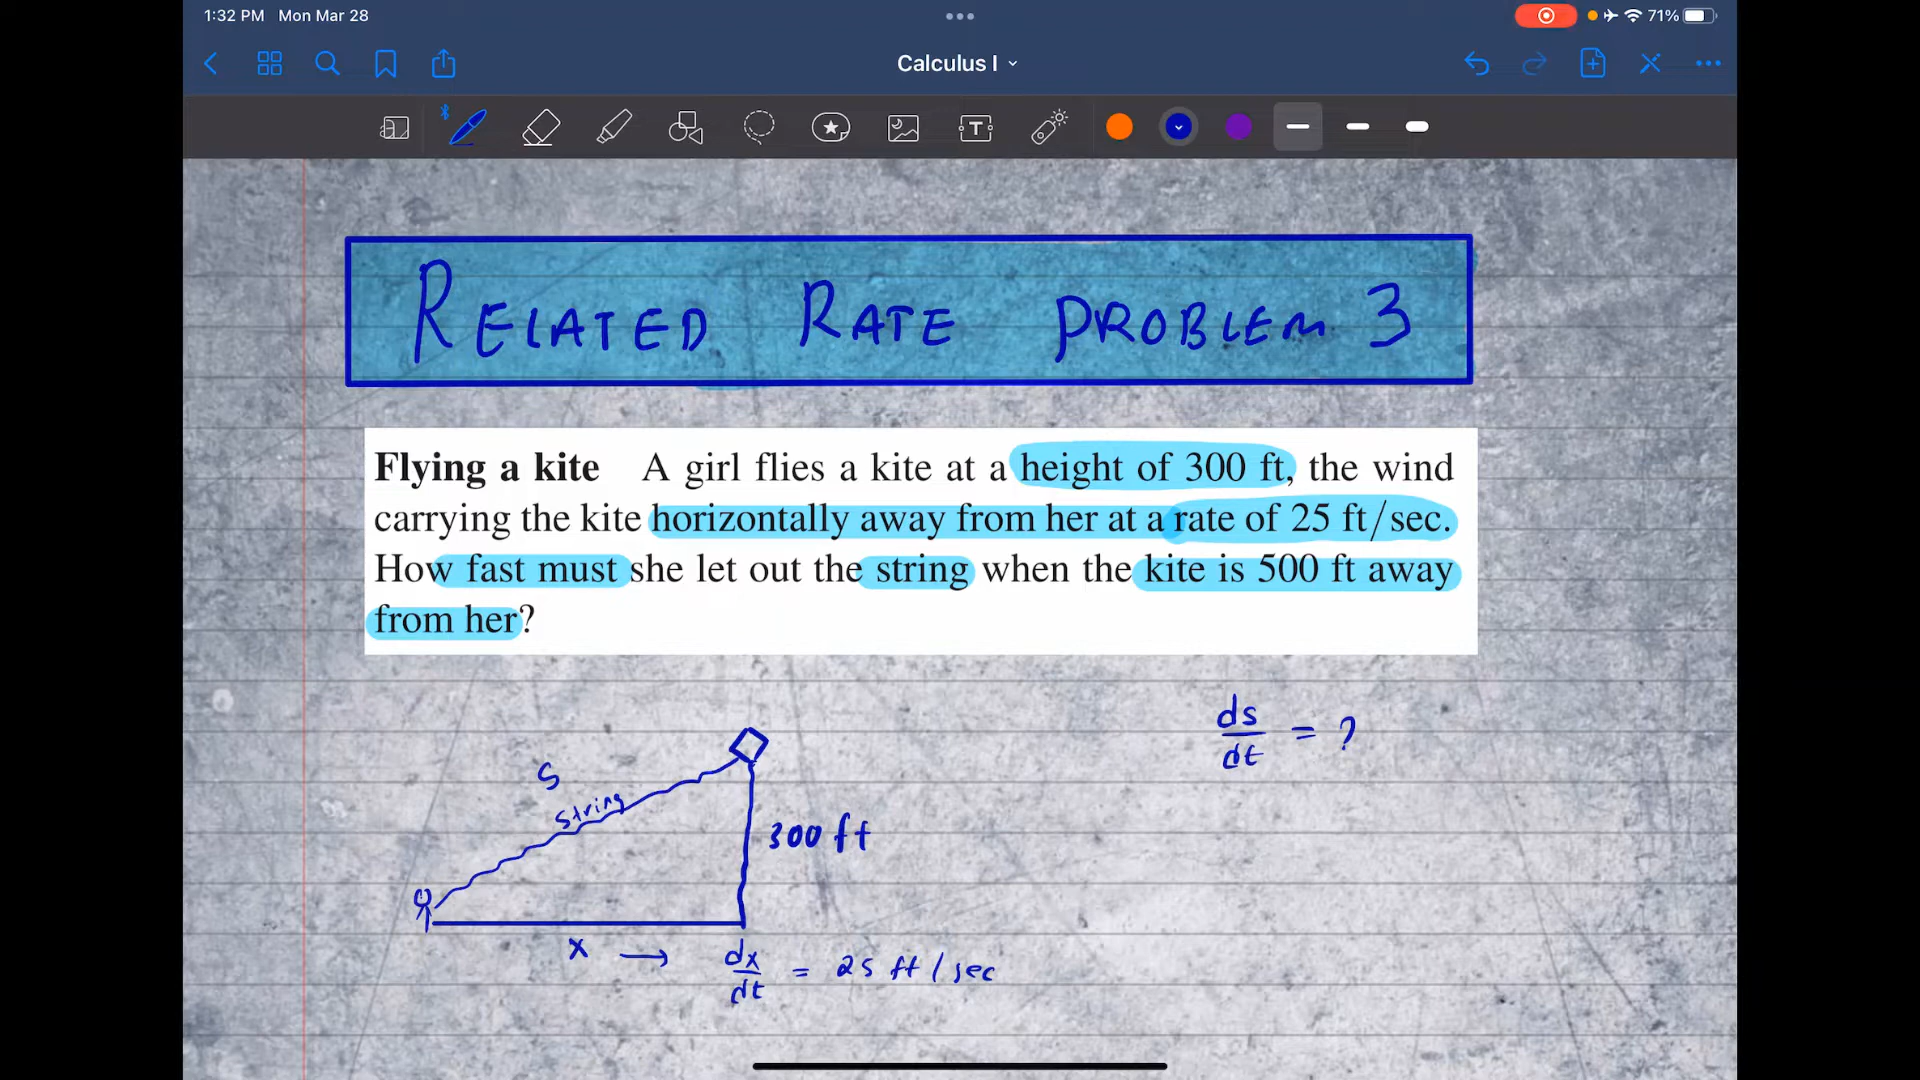 1:32 PM Mon Mar 28
71%
Calculus I
T
RELATED RATE PROBLEM 3
Flying a kite A girl flies a kite at a height of 300 ft, the wind
carrying the kite horizontally away from her at a rate of 25 ft/sec.
How fast must she let out the string when the kite is 500 ft away
from her?
ds/dt = ?
S
string
300 ft
x → dx/dt = 25 ft/sec